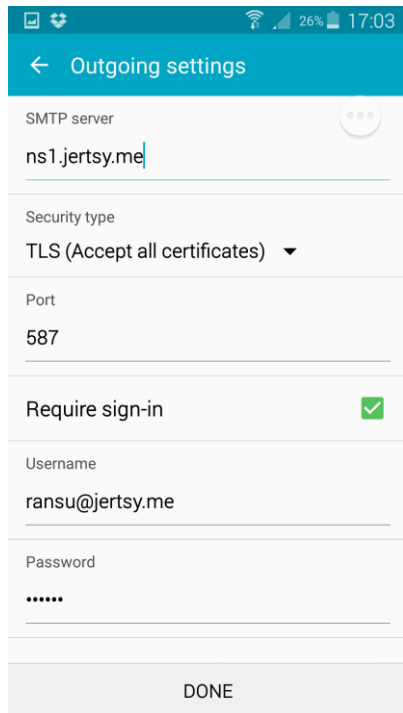 26% 17:03
Outgoing settings
SMTP server
ns1.jertsy.me
Security type
TLS (Accept all certificates)
Port
587
Require sign-in
Username
ransu@jertsy.me
Password
••••••
DONE